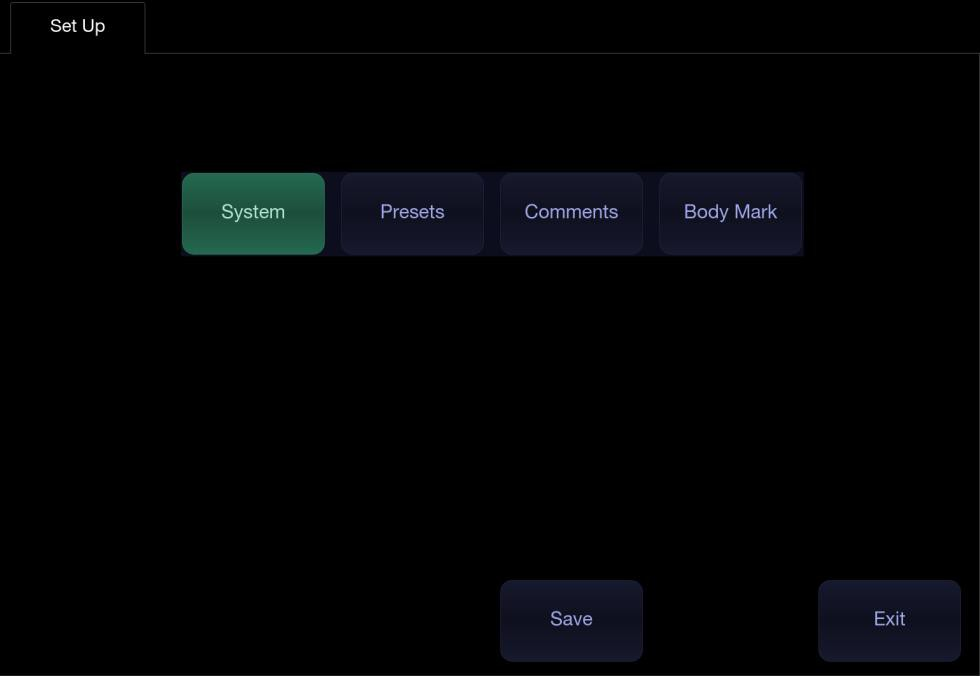 Set Up
System
Presets
Comments
Body Mark
Save
Exit